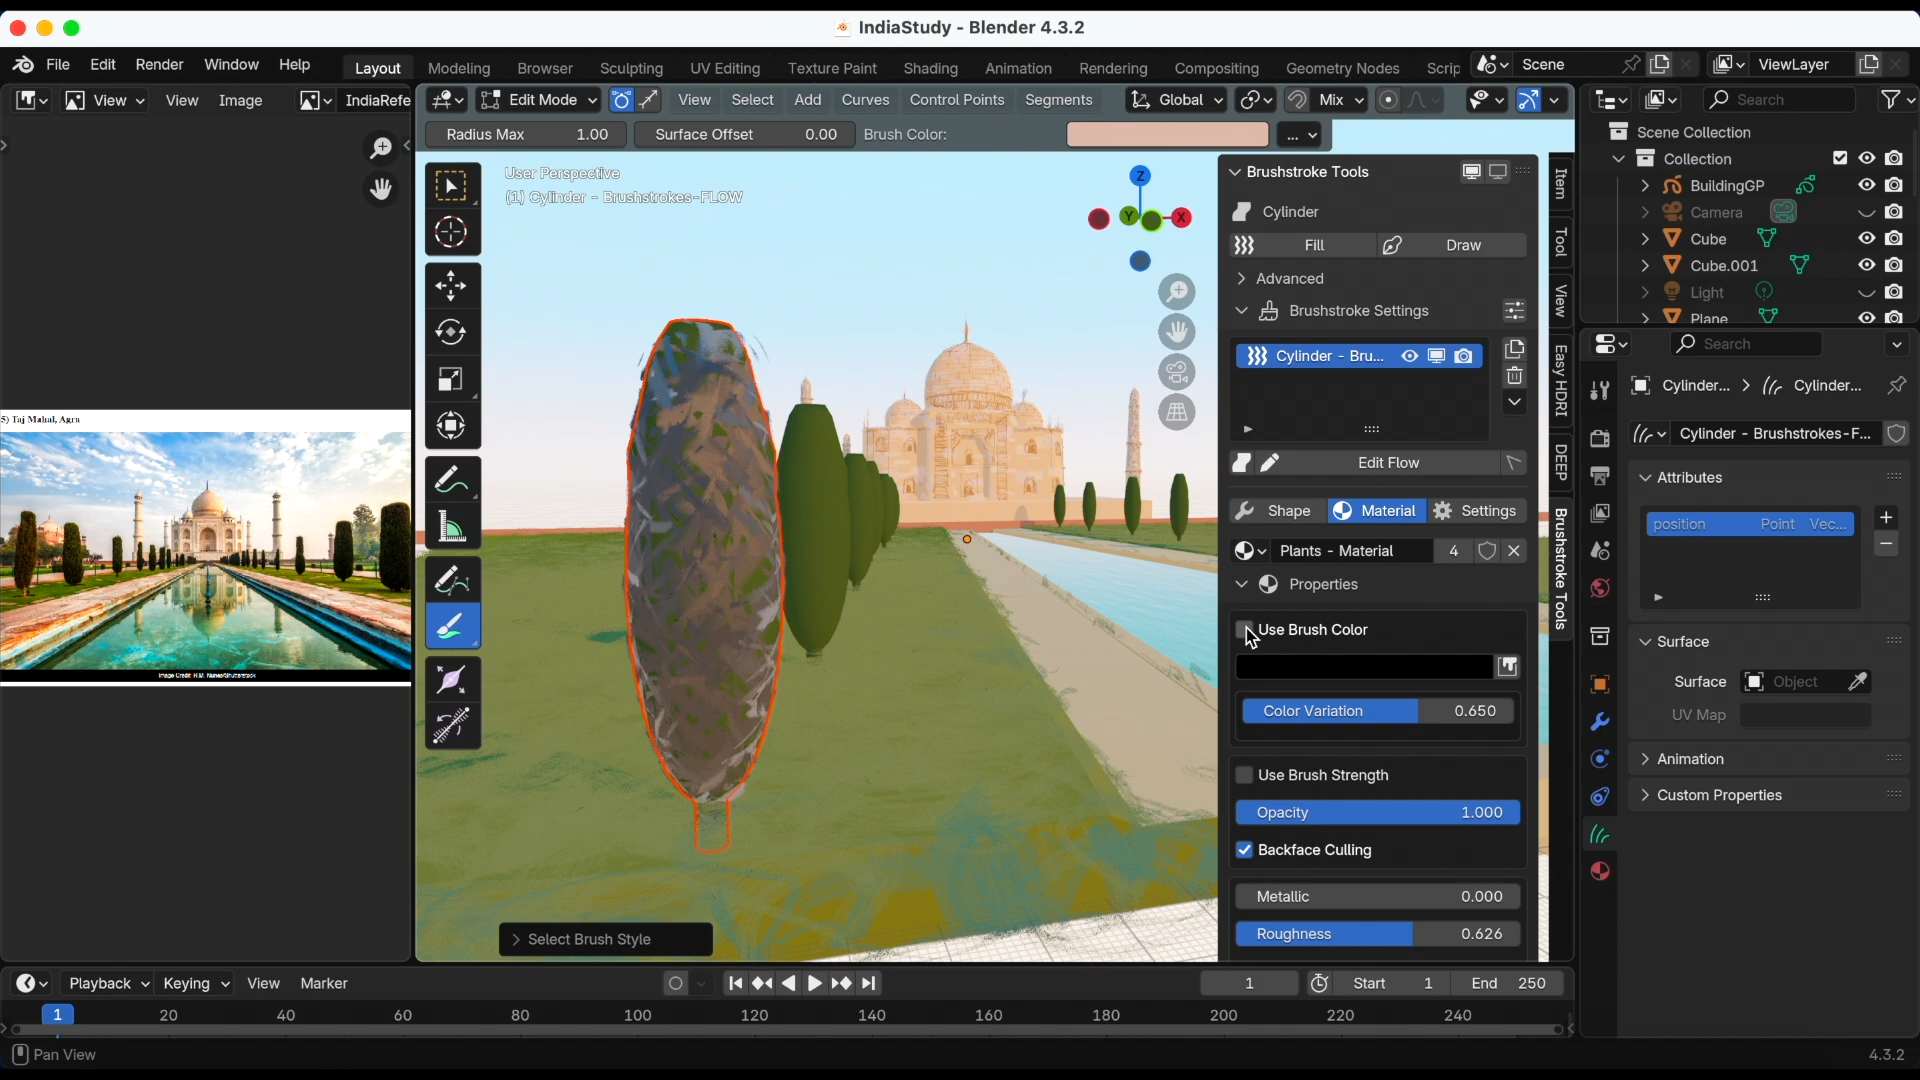 IndiaStudy - Blender 4.3.2
File Edit Render Window Help Layout Modeling Browser Sculpting UV Editing Texture Paint Shading Animation Rendering Compositing Geometry Nodes Scrip Scene ViewLayer
View View Image IndiaRefe Edit Mode View Select Add Curves Control Points Segments Global Mix Search
Radius Max 1.00 Surface Offset 0.00 Brush Color: ...
User Perspective
(1) Cylinder - Brushstrokes-FLOW
Z
Y
X
5) Taj Mahal, Agra
Image Credit: R.M. Nunes/Shutterstock
Brushstroke Tools
Cylinder
Fill Draw
Advanced
Brushstroke Settings
Cylinder - Bru...
Edit Flow
Shape Material Settings
Plants - Material 4
Properties
Use Brush Color
Color Variation 0.650
Use Brush Strength
Opacity 1.000
Backface Culling
Metallic 0.000
Roughness 0.626
Item
Tool
View
Easy HDRI
DEEP
Brushstroke Tools
Select Brush Style
Scene Collection
Collection
BuildingGP
Camera
Cube
Cube.001
Light
Plane
Search
Cylinder... Cylinder...
Cylinder - Brushstrokes-F...
Attributes
position Point Vec...
Surface
Surface Object
UV Map
Animation
Custom Properties
Playback Keying View Marker 1 Start 1 End 250
1 20 40 60 80 100 120 140 160 180 200 220 240
Pan View 4.3.2